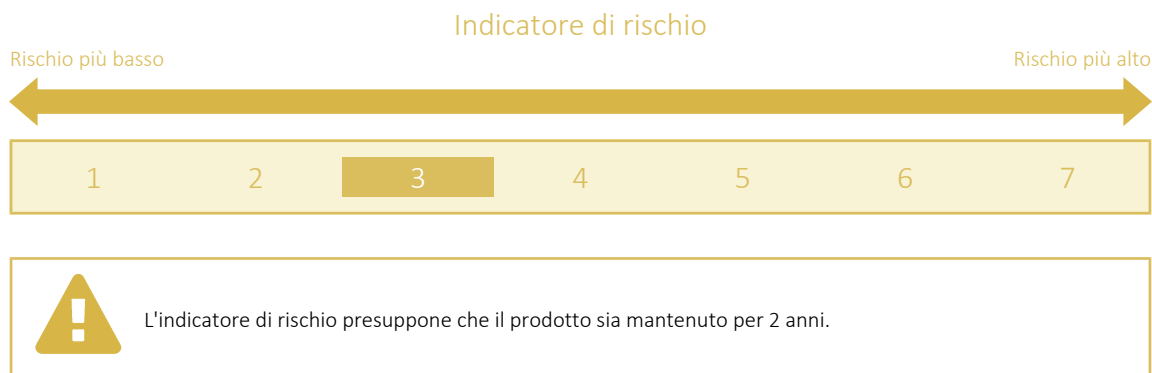 Indicatore di rischio
Rischio più basso Rischio più alto
1 2 3 4 5 6 7
L'indicatore di rischio presuppone che il prodotto sia mantenuto per 2 anni.